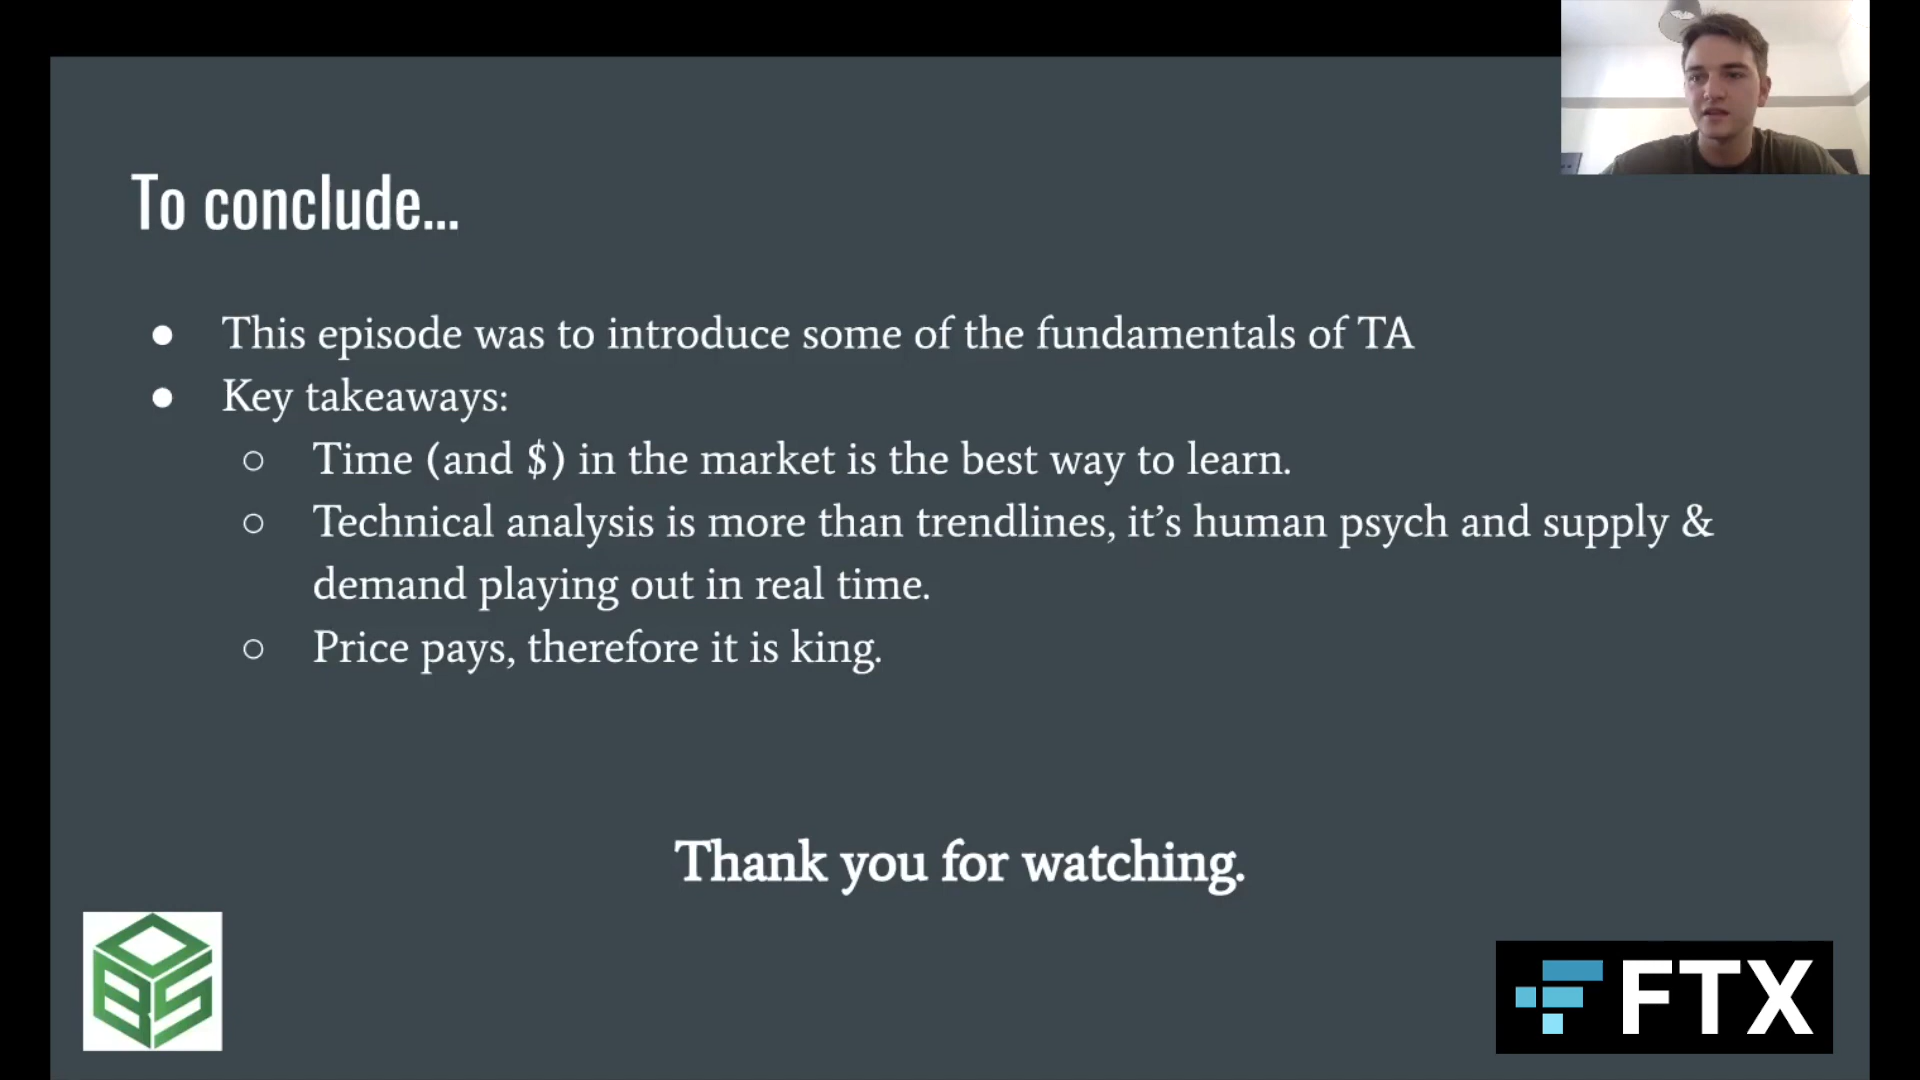 To conclude...
● This episode was to introduce some of the fundamentals of TA
● Key takeaways:
○ Time (and $) in the market is the best way to learn.
○ Technical analysis is more than trendlines, it’s human psych and supply &
demand playing out in real time.
○ Price pays, therefore it is king.
Thank you for watching.
OBS
FTX